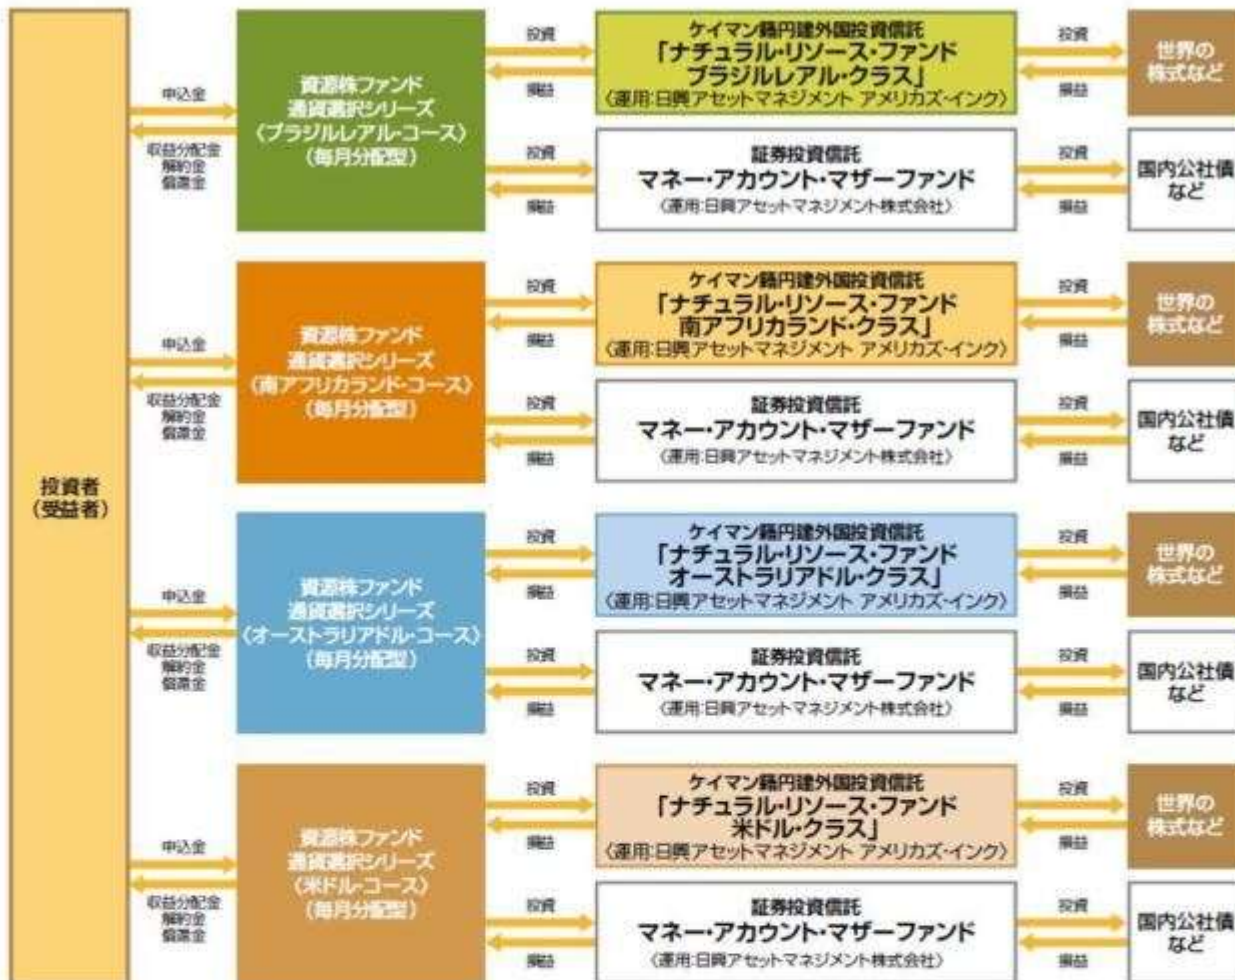 投資者
（受益者）
申込金
収益分配金
解約金
償還金
資源株ファンド
通貨選択シリーズ
〈ブラジルレアル・コース〉
（毎月分配型）
投資
損益
ケイマン籍円建外国投資信託
「ナチュラル・リソース・ファンド
ブラジルレアル・クラス」
〈運用:日興アセットマネジメント アメリカズ・インク〉
投資
損益
世界の
株式など
投資
損益
証券投資信託
マネー・アカウント・マザーファンド
〈運用:日興アセットマネジメント株式会社〉
投資
損益
国内公社債
など
申込金
収益分配金
解約金
償還金
資源株ファンド
通貨選択シリーズ
〈南アフリカランド・コース〉
（毎月分配型）
投資
損益
ケイマン籍円建外国投資信託
「ナチュラル・リソース・ファンド
南アフリカランド・クラス」
〈運用:日興アセットマネジメント アメリカズ・インク〉
投資
損益
世界の
株式など
投資
損益
証券投資信託
マネー・アカウント・マザーファンド
〈運用:日興アセットマネジメント株式会社〉
投資
損益
国内公社債
など
申込金
収益分配金
解約金
償還金
資源株ファンド
通貨選択シリーズ
〈オーストラリアドル・コース〉
（毎月分配型）
投資
損益
ケイマン籍円建外国投資信託
「ナチュラル・リソース・ファンド
オーストラリアドル・クラス」
〈運用:日興アセットマネジメント アメリカズ・インク〉
投資
損益
世界の
株式など
投資
損益
証券投資信託
マネー・アカウント・マザーファンド
〈運用:日興アセットマネジメント株式会社〉
投資
損益
国内公社債
など
申込金
収益分配金
解約金
償還金
資源株ファンド
通貨選択シリーズ
〈米ドル・コース〉
（毎月分配型）
投資
損益
ケイマン籍円建外国投資信託
「ナチュラル・リソース・ファンド
米ドル・クラス」
〈運用:日興アセットマネジメント アメリカズ・インク〉
投資
損益
世界の
株式など
投資
損益
証券投資信託
マネー・アカウント・マザーファンド
〈運用:日興アセットマネジメント株式会社〉
投資
損益
国内公社債
など